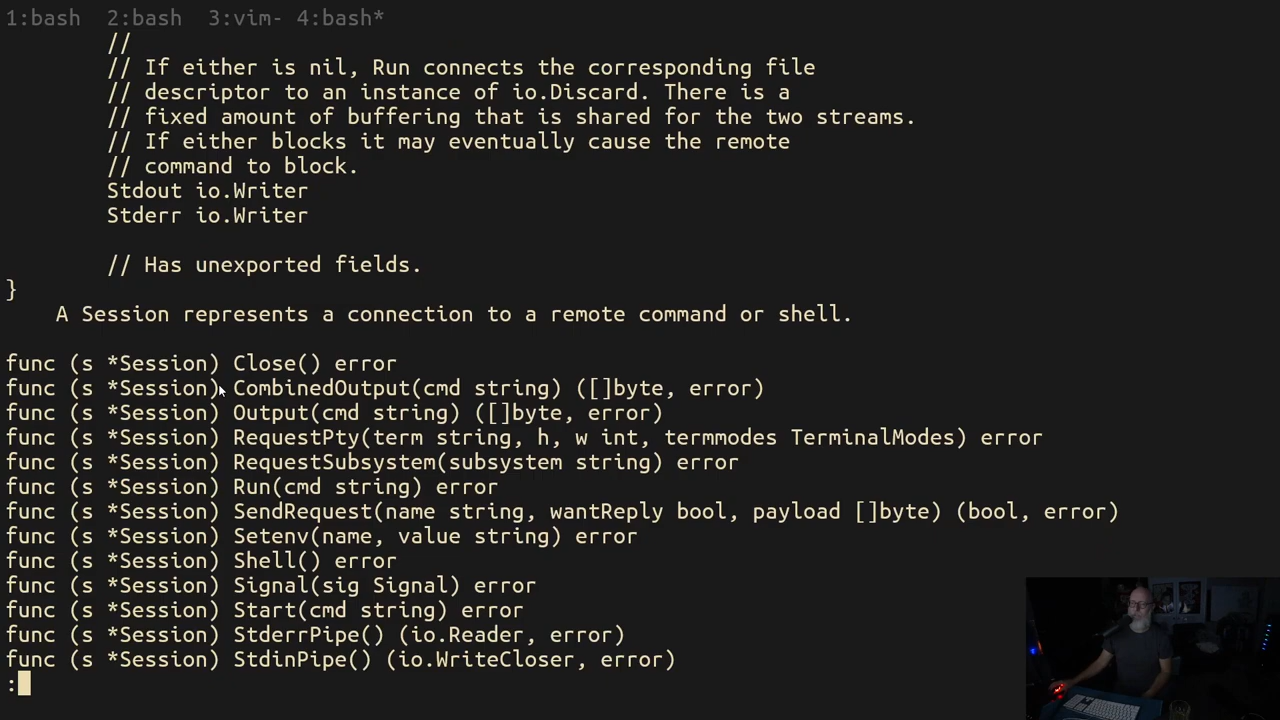 1:bash  2:bash  3:vim- 4:bash*
//
// If either is nil, Run connects the corresponding file
// descriptor to an instance of io.Discard. There is a
// fixed amount of buffering that is shared for the two streams.
// If either blocks it may eventually cause the remote
// command to block.
Stdout io.Writer
Stderr io.Writer
// Has unexported fields.
}
A Session represents a connection to a remote command or shell.
func (s *Session) Close() error
func (s *Session) CombinedOutput(cmd string) ([]byte, error)
func (s *Session) Output(cmd string) ([]byte, error)
func (s *Session) RequestPty(term string, h, w int, termmodes TerminalModes) error
func (s *Session) RequestSubsystem(subsystem string) error
func (s *Session) Run(cmd string) error
func (s *Session) SendRequest(name string, wantReply bool, payload []byte) (bool, error)
func (s *Session) Setenv(name, value string) error
func (s *Session) Shell() error
func (s *Session) Signal(sig Signal) error
func (s *Session) Start(cmd string) error
func (s *Session) StderrPipe() (io.Reader, error)
func (s *Session) StdinPipe() (io.WriteCloser, error)
: